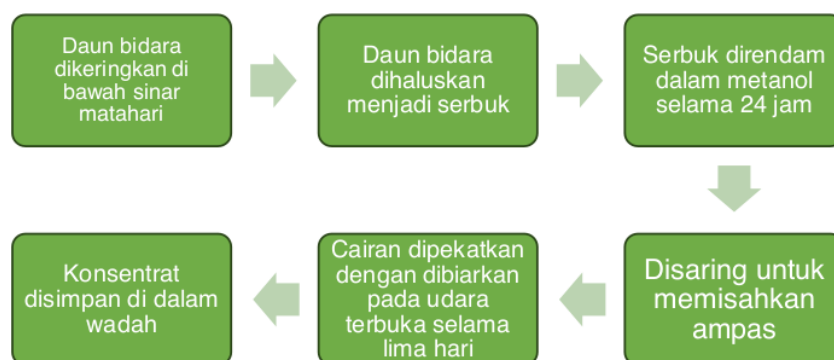 Daun bidara
dikeringkan di
bawah sinar
matahari
Daun bidara
dihaluskan
menjadi serbuk
Serbuk direndam
dalam metanol
selama 24 jam
Disaring untuk
memisahkan
ampas
Cairan dipekatkan
dengan dibiarkan
pada udara
terbuka selama
lima hari
Konsentrat
disimpan di dalam
wadah